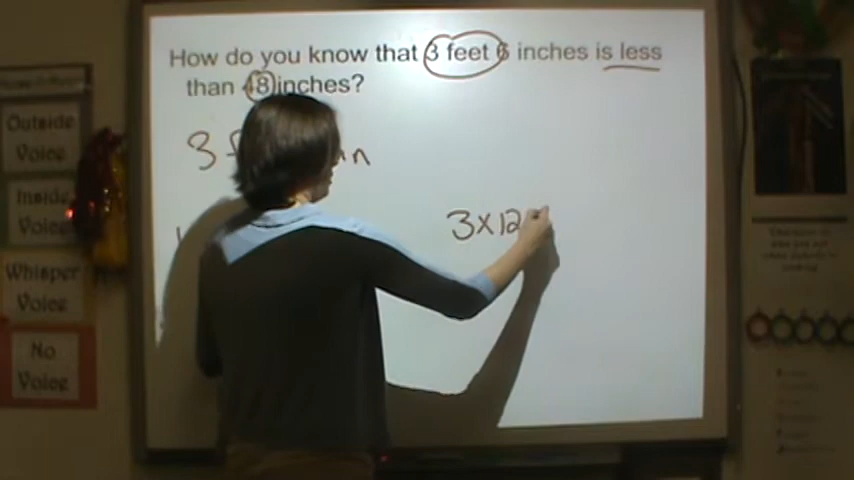 How do you know that 3 feet 6 inches is less
than 48 inches?
3 f
in
3x12
Outside
Voice
Inside
Voice
Whisper
Voice
No
Voice